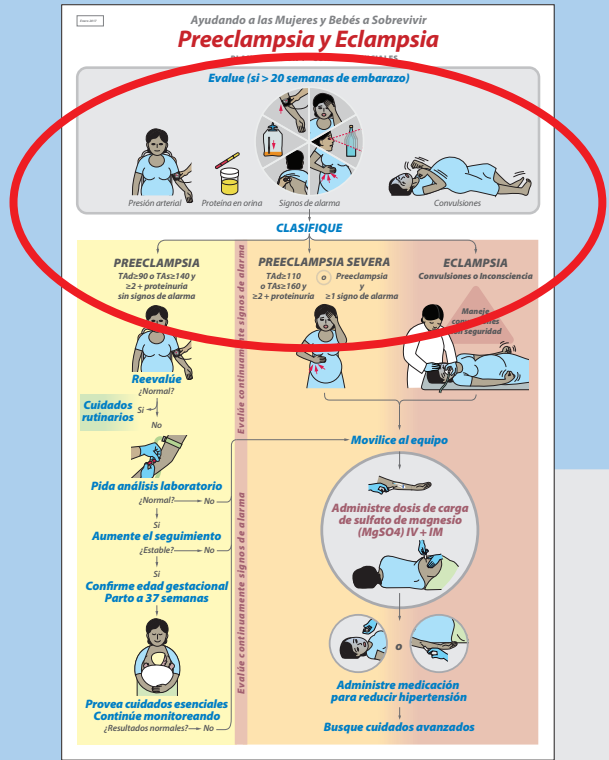 Ayudando a las Mujeres y Bebés a Sobrevivir
Preeclampsia y Eclampsia
Evalue (si > 20 semanas de embarazo)
Presión arterial
Proteína en orina
Signos de alarma
Convulsiones
CLASIFIQUE
PREECLAMPSIA
TAd≥90 o TAs≥140 y
≥2 + proteinuria
sin signos de alarma
Evalúe continuamente signos de alarma
PREECLAMPSIA SEVERA
TAd≥110
o TAs≥160 y
≥2 + proteinuria
o
Preeclampsia
y
≥1 signo de alarma
ECLAMPSIA
Convulsiones o Inconsciencia
Maneje
convulsiones
con seguridad
Reevalúe
¿Normal?
Si
Cuidados
rutinarios
No
Pida análisis laboratorio
¿Normal? No
Si
Aumente el seguimiento
¿Estable? No
Si
Confirme edad gestacional
Parto a 37 semanas
Provea cuidados esenciales
Continúe monitoreando
¿Resultados normales? No
Evalúe continuamente signos de alarma
Movilice al equipo
Administre dosis de carga
de sulfato de magnesio
(MgSO4) IV + IM
o
Administre medicación
para reducir hipertensión
Busque cuidados avanzados